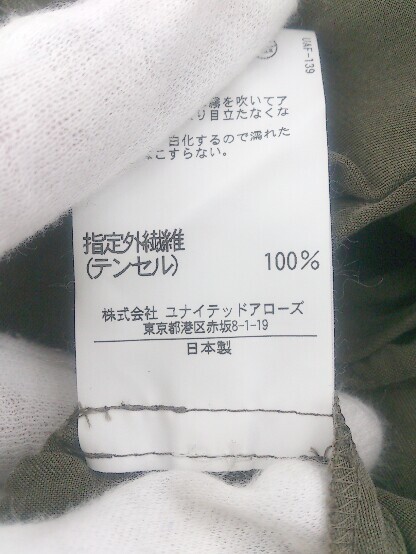 UAF-139
霧を吹いてア
り目立たなくな
白化するので濡れた
こすらない。
指定外繊維
(テンセル) 100%
株式会社 ユナイテッドアローズ
東京都港区赤坂8-1-19
日本製